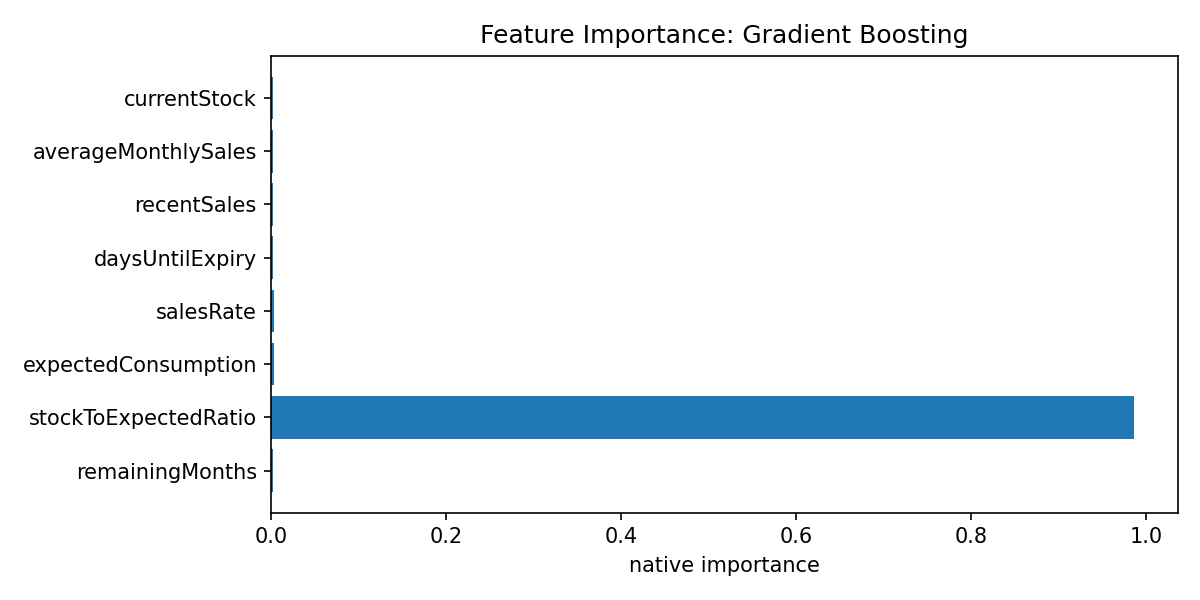 Feature Importance: Gradient Boosting
currentStock
averageMonthlySales
recentSales
daysUntilExpiry
salesRate
expectedConsumption
stockToExpectedRatio
remainingMonths
0.0 0.2 0.4 0.6 0.8 1.0
native importance